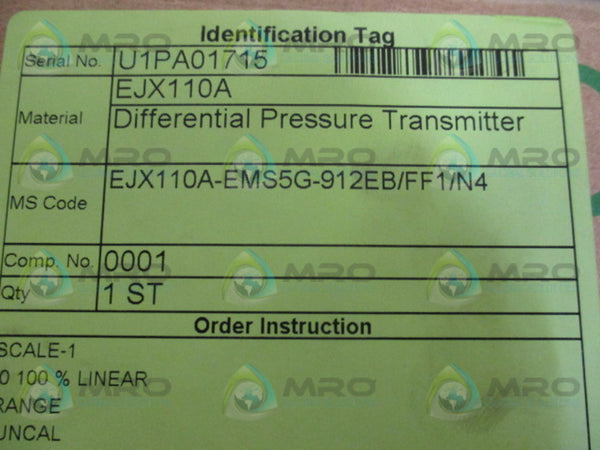 Identification Tag
Serial No. U1PA01715
Material EJX110A
Differential Pressure Transmitter
MS Code EJX110A-EMS5G-912EB/FF1/N4
Comp. No. 0001
Qty 1 ST
Order Instruction
SCALE-1
0 100 % LINEAR
RANGE
UNCAL
MRO